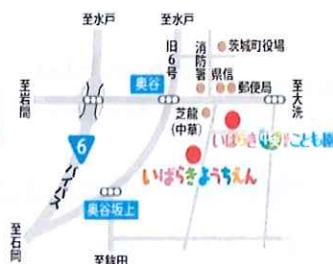 至水戸
至水戸
旧6号
消防署
茨城町役場
県信
郵便局
至岩間
奥谷
至大洗
芝龍
(中華)
いばらき中央こども園
6
バイパス
いばらきようちえん
奥谷坂上
至石岡
至鉾田